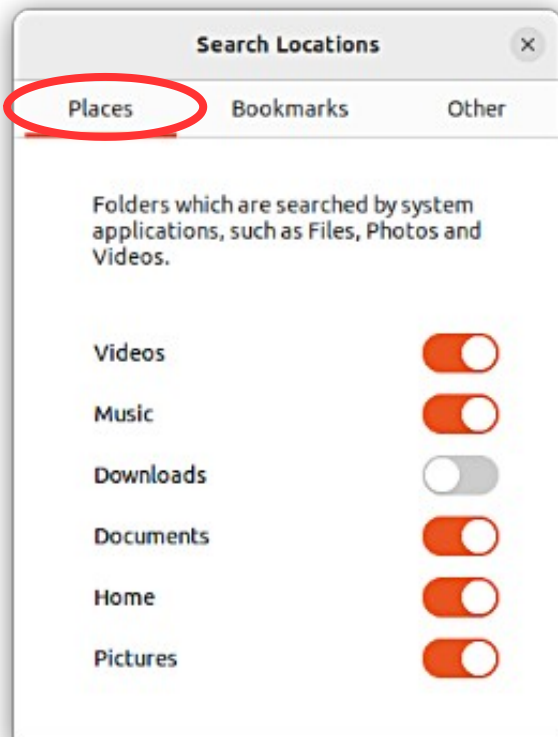 Search Locations
Places Bookmarks Other
Folders which are searched by system
applications, such as Files, Photos and
Videos.
Videos
Music
Downloads
Documents
Home
Pictures